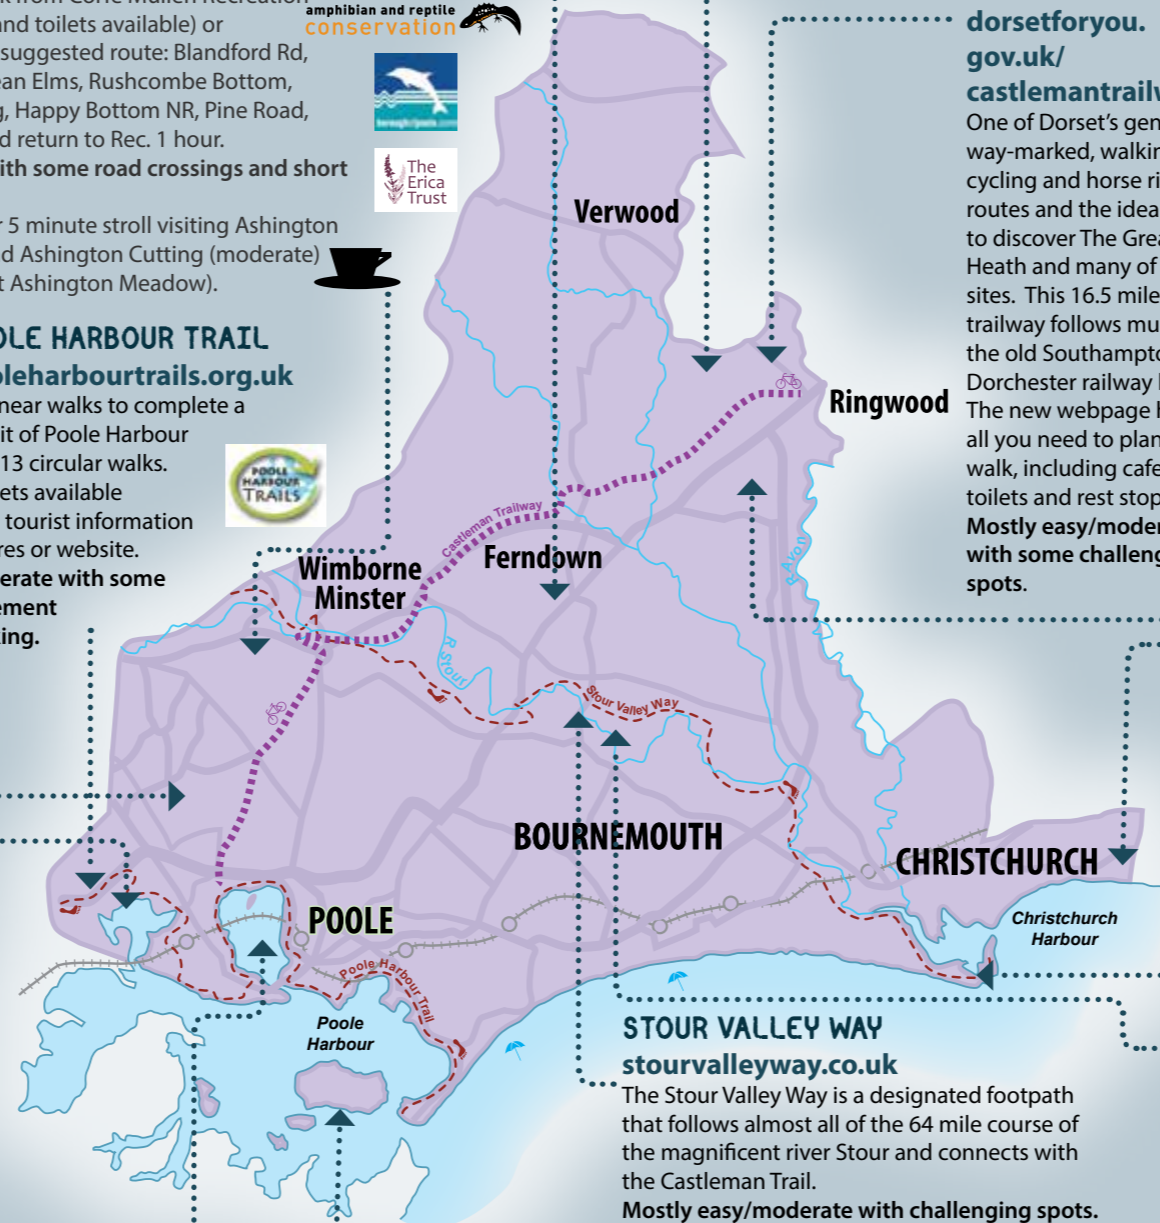 k from Corfe Mullen Recreation
and toilets available) or
suggested route: Blandford Rd,
ean Elms, Rushcombe Bottom,
g, Happy Bottom NR, Pine Road,
d return to Rec. 1 hour.
ith some road crossings and short
r 5 minute stroll visiting Ashington
nd Ashington Cutting (moderate)
t Ashington Meadow).
amphibian and reptile
conservation
The
Erica
Trust
OLE HARBOUR TRAIL
oleharbourtrails.org.uk
near walks to complete a
it of Poole Harbour
13 circular walks.
ets available
tourist information
res or website.
erate with some
ement
king.
POOLE
HARBOUR
TRAILS
dorsetforyou.
gov.uk/
castlemantrailw
One of Dorset's gen
way-marked, walkin
cycling and horse ri
routes and the idea
to discover The Grea
Heath and many of
sites. This 16.5 mile
trailway follows mu
the old Southampto
Dorchester railway l
The new webpage h
all you need to plan
walk, including cafe
toilets and rest stop
Mostly easy/moder
with some challeng
spots.
Verwood
Ringwood
Castleman Trailway
Ferndown
Wimborne
Minster
R. Avon
R. Stour
Stour Valley Way
BOURNEMOUTH
CHRISTCHURCH
POOLE
Christchurch
Harbour
Poole Harbour Trail
Poole
Harbour
STOUR VALLEY WAY
stourvalleyway.co.uk
The Stour Valley Way is a designated footpath
that follows almost all of the 64 mile course of
the magnificent river Stour and connects with
the Castleman Trail.
Mostly easy/moderate with challenging spots.